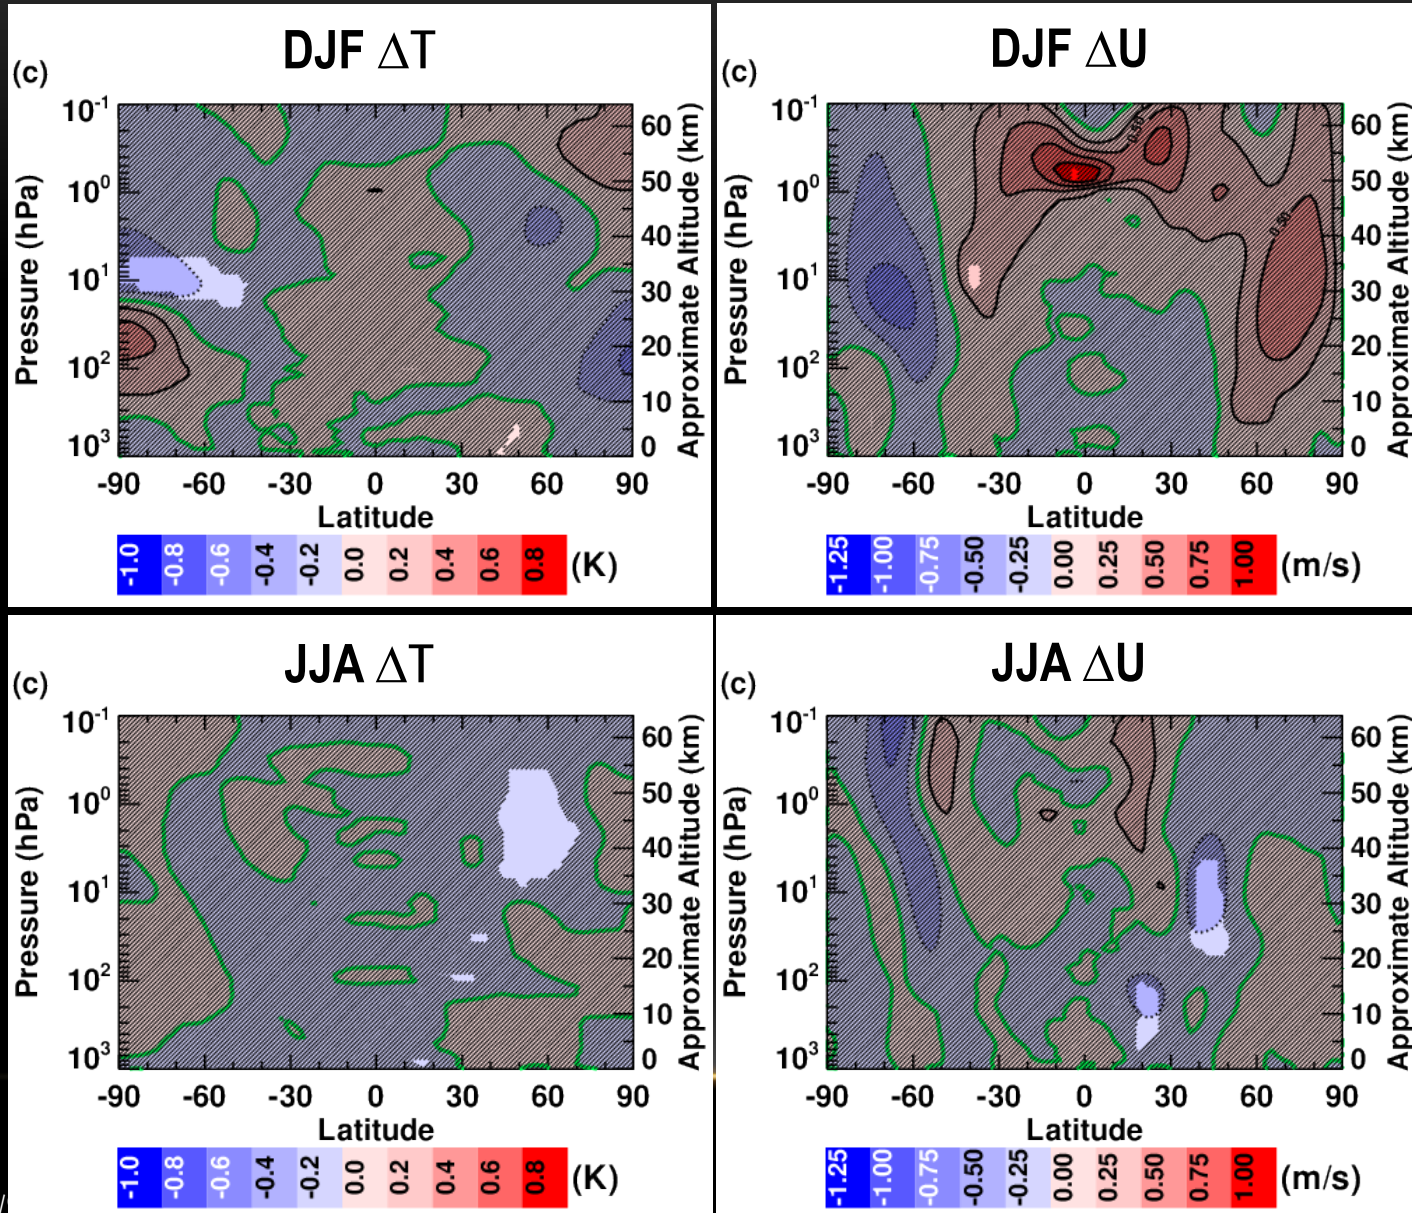 DJF ΔT
(c)
Pressure (hPa)
10-1
100
101
102
103
60
50
40
30
20
10
0
Approximate Altitude (km)
-90 -60 -30 0 30 60 90
Latitude
-1.0 -0.8 -0.6 -0.4 -0.2 0.0 0.2 0.4 0.6 0.8 (K)
DJF ΔU
(c)
Pressure (hPa)
10-1
100
101
102
103
0.50
0.50
60
50
40
30
20
10
0
Approximate Altitude (km)
-90 -60 -30 0 30 60 90
Latitude
-1.25 -1.00 -0.75 -0.50 -0.25 0.00 0.25 0.50 0.75 1.00 (m/s)
JJA ΔT
(c)
Pressure (hPa)
10-1
100
101
102
103
60
50
40
30
20
10
0
Approximate Altitude (km)
-90 -60 -30 0 30 60 90
Latitude
-1.0 -0.8 -0.6 -0.4 -0.2 0.0 0.2 0.4 0.6 0.8 (K)
JJA ΔU
(c)
Pressure (hPa)
10-1
100
101
102
103
60
50
40
30
20
10
0
Approximate Altitude (km)
-90 -60 -30 0 30 60 90
Latitude
-1.25 -1.00 -0.75 -0.50 -0.25 0.00 0.25 0.50 0.75 1.00 (m/s)